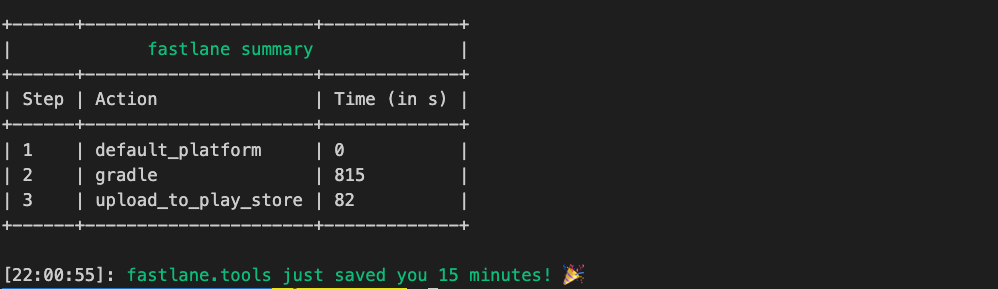 +------+----------------------+-------------+
|             fastlane summary              |
+------+----------------------+-------------+
| Step | Action               | Time (in s) |
+------+----------------------+-------------+
| 1    | default_platform     | 0           |
| 2    | gradle               | 815         |
| 3    | upload_to_play_store | 82          |
+------+----------------------+-------------+
[22:00:55]: fastlane.tools just saved you 15 minutes! 🎉